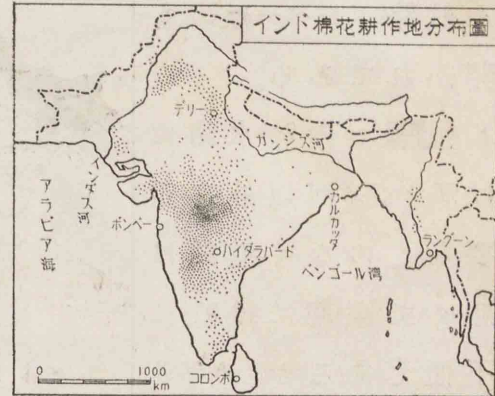 インド棉花耕作地分布圖
デリー
ガンジス河
インダス河
アラビア海
カルカッタ
ボンベー
ハイダラバード
ラングーン
ベンゴール湾
0 1000
km
コロンボ